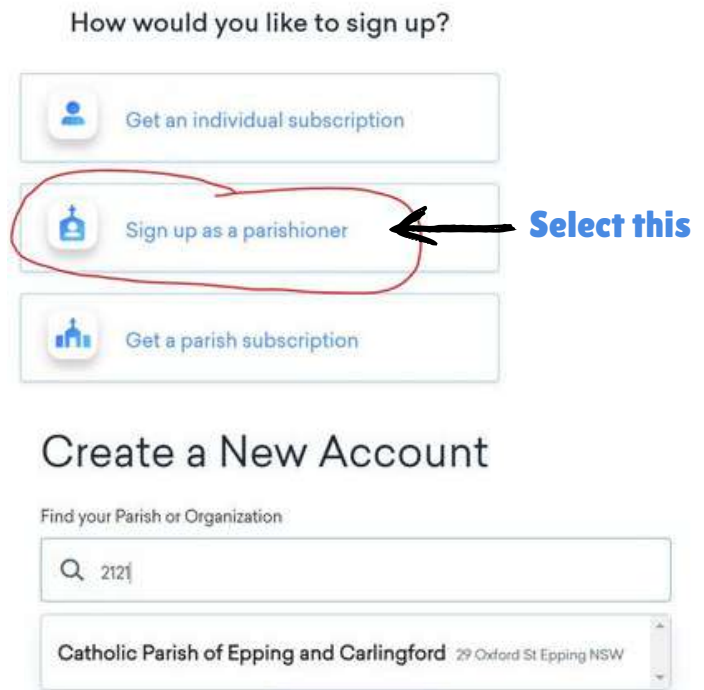 How would you like to sign up?
Get an individual subscription
Sign up as a parishioner
Select this
Get a parish subscription
Create a New Account
Find your Parish or Organization
2121
Catholic Parish of Epping and Carlingford 29 Oxford St Epping NSW